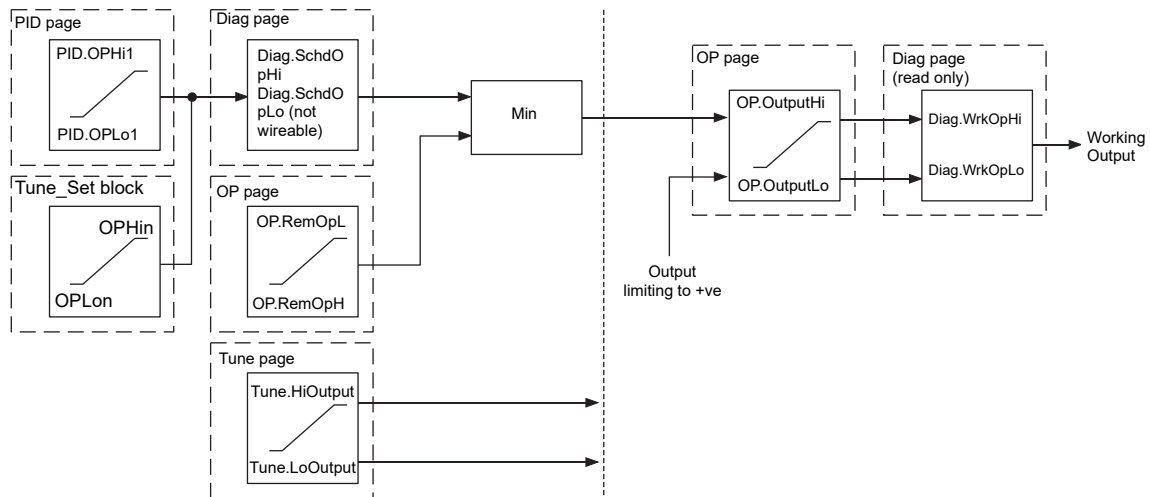 PID page
PID.OPHi1
PID.OPLo1
Tune_Set block
OPHin
OPLon
Diag page
Diag.SchdO
pHi
Diag.SchdO
pLo (not
wireable)
OP page
OP.RemOpL
OP.RemOpH
Tune page
Tune.HiOutput
Tune.LoOutput
Min
OP page
OP.OutputHi
OP.OutputLo
Output
limiting to +ve
Diag page
(read only)
Diag.WrkOpHi
Diag.WrkOpLo
Working
Output